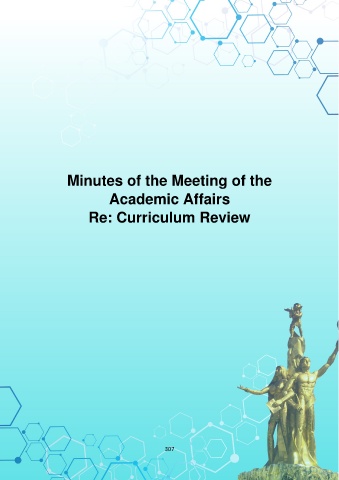 Minutes of the Meeting of the
Academic Affairs
Re: Curriculum Review
307